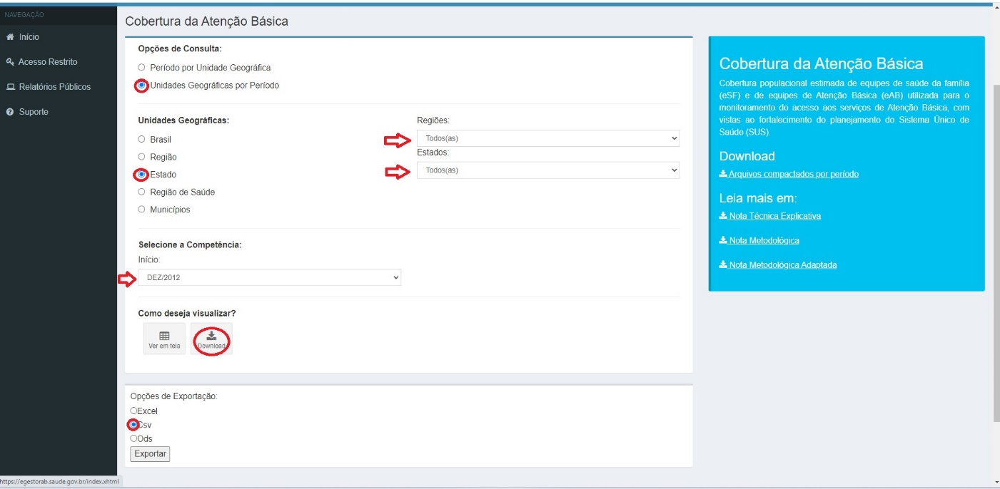 NAVEGAÇÃO
Início
Acesso Restrito
Relatórios Públicos
Suporte
Cobertura da Atenção Básica
Opções de Consulta:
Período por Unidade Geográfica
Unidades Geográficas por Período
Unidades Geográficas:
Brasil
Região
Estado
Região de Saúde
Municípios
Regiões:
Todos(as)
Estados:
Todos(as)
Selecione a Competência:
Início:
DEZ/2012
Como deseja visualizar?
Ver em tela
Download
Opções de Exportação:
Excel
Csv
Ods
Exportar
Cobertura da Atenção Básica
Cobertura populacional estimada de equipes de saúde da família
(eSF) e de equipes de Atenção Básica (eAB) utilizada para o
monitoramento do acesso aos serviços de Atenção Básica, com
vistas ao fortalecimento do planejamento do Sistema Único de
Saúde (SUS).
Download
Arquivos compactados por período
Leia mais em:
Nota Técnica Explicativa
Nota Metodológica
Nota Metodológica Adaptada
https://egestorab.saude.gov.br/index.xhtml